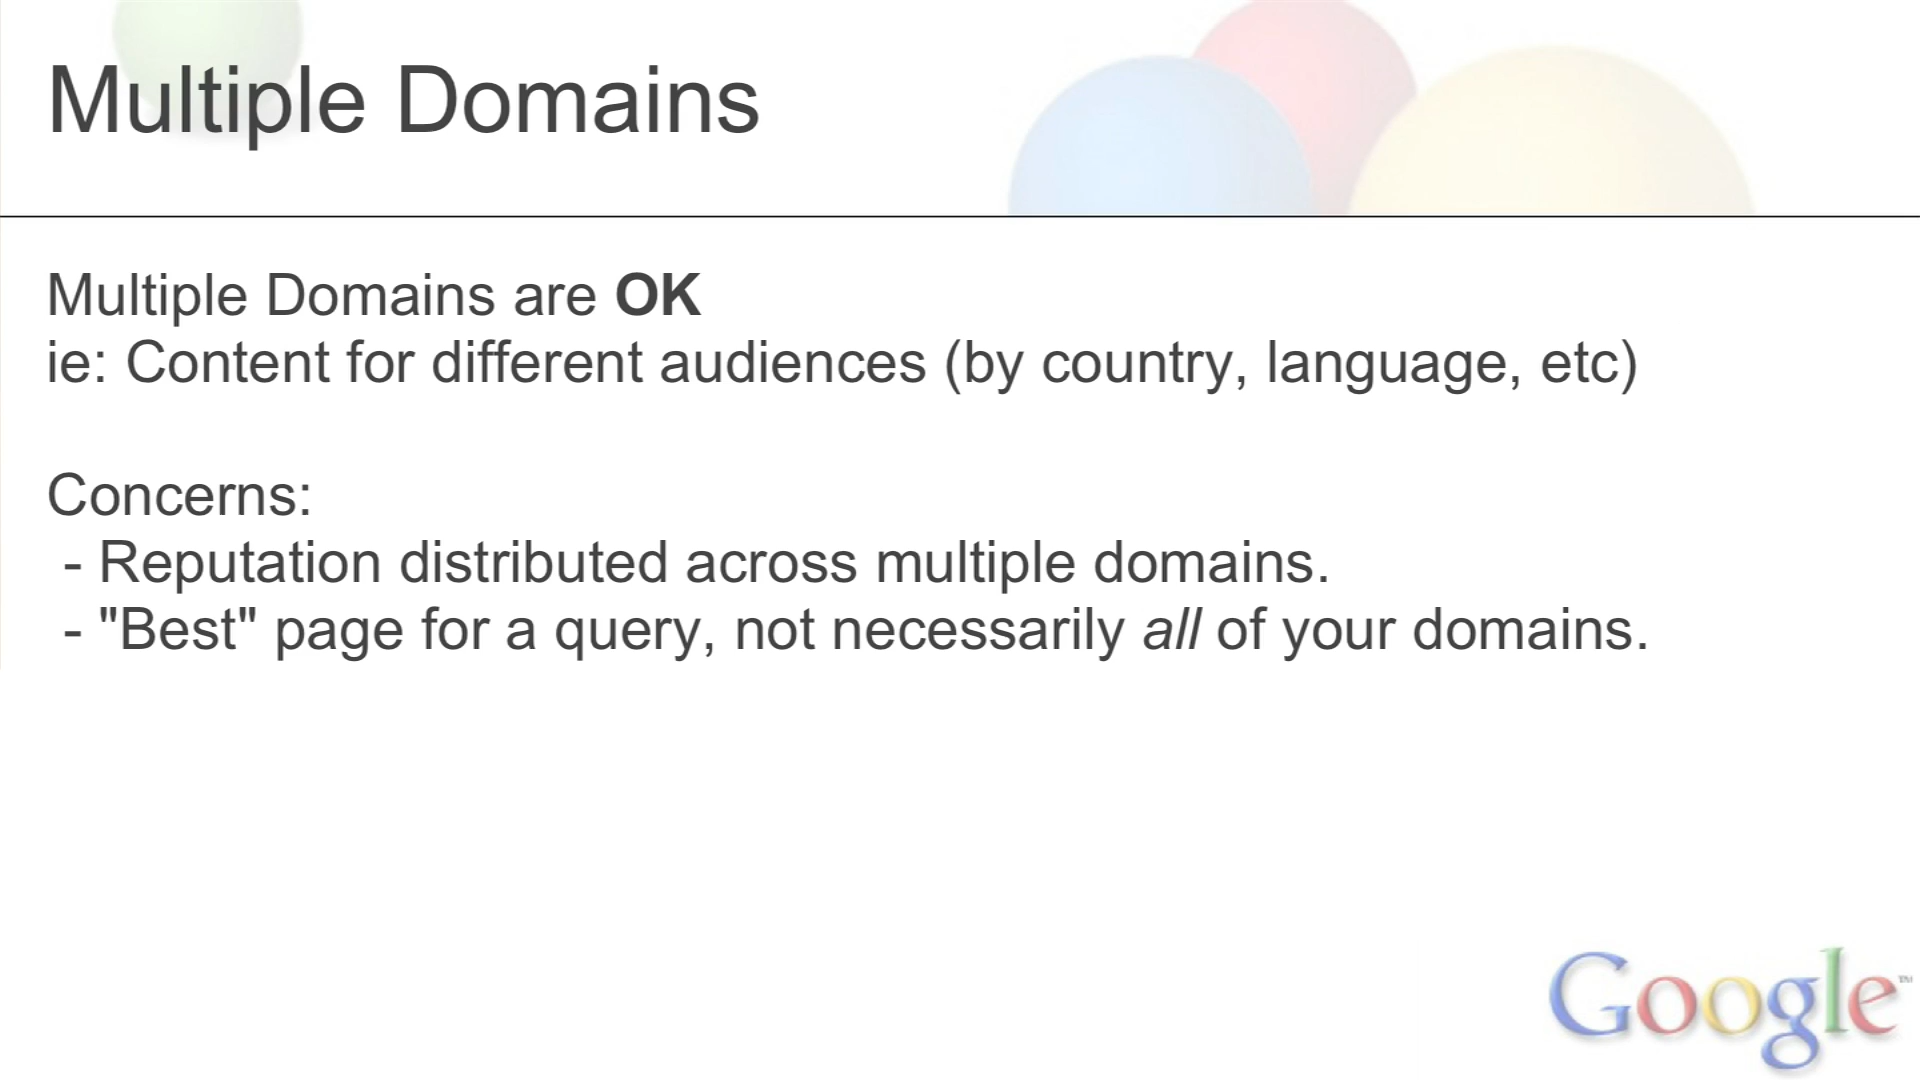 Multiple Domains
Multiple Domains are OK
ie: Content for different audiences (by country, language, etc)
Concerns:
- Reputation distributed across multiple domains.
- "Best" page for a query, not necessarily all of your domains.
Google™